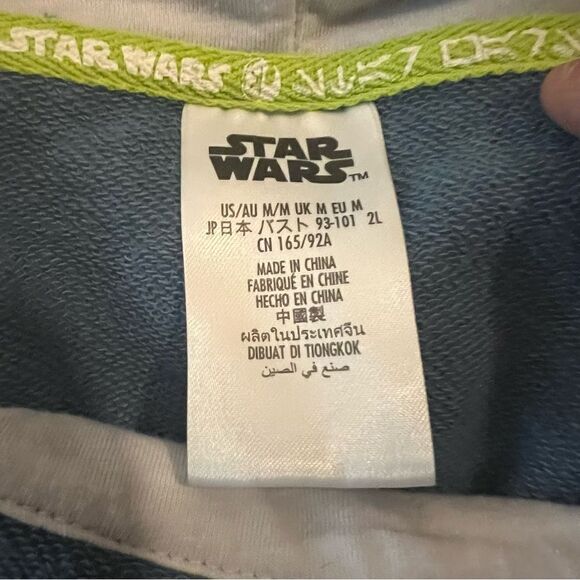 STAR WARS
STAR
WARS™
US/AU M/M UK M EU M
JP日本 バスト 93-101 2L
CN 165/92A
MADE IN CHINA
FABRIQUÉ EN CHINE
HECHO EN CHINA
中國製
ผลิตในประเทศจีน
DIBUAT DI TIONGKOK
صنع في الصين